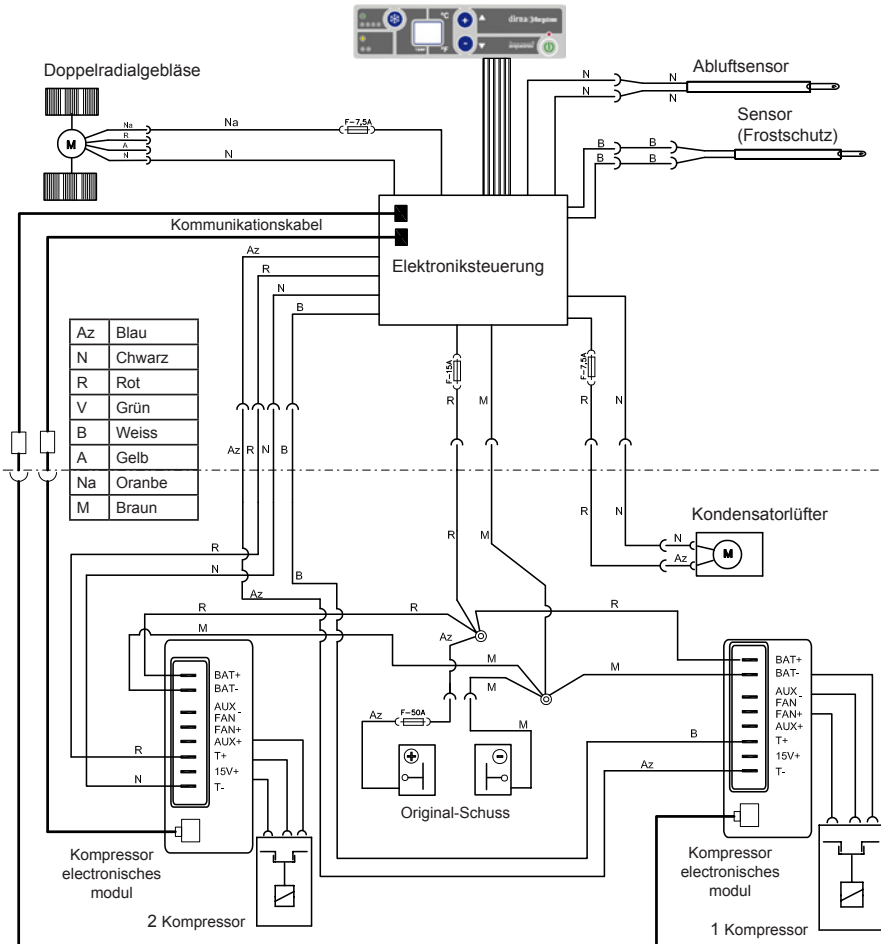 °C
°F
TEMP
dirna Bergstrom
Doppelradialgebläse
M
Na
R
A
N
Na
N
F-7,5A
N
N
N
N
Abluftsensor
Sensor
(Frostschutz)
B
B
B
B
Kommunikationskabel
Elektroniksteuerung
Az
R
N
B
Az Blau
N Chwarz
R Rot
V Grün
B Weiss
A Gelb
Na Oranbe
M Braun
F-15A
F-7,5A
R
M
R
N
Az
R
N
B
R
M
R
N
Kondensatorlüfter
N
Az
M
R
N
B
Az
R
R
R
M
Az
M
M
M
BAT+
BAT-
AUX -
FAN
FAN+
AUX+
T+
15V+
T-
R
N
Az
F-50A
M
Original-Schuss
B
Az
BAT+
BAT-
AUX -
FAN
FAN+
AUX+
T+
15V+
T-
Kompressor
electronisches
modul
2 Kompressor
Kompressor
electronisches
modul
1 Kompressor